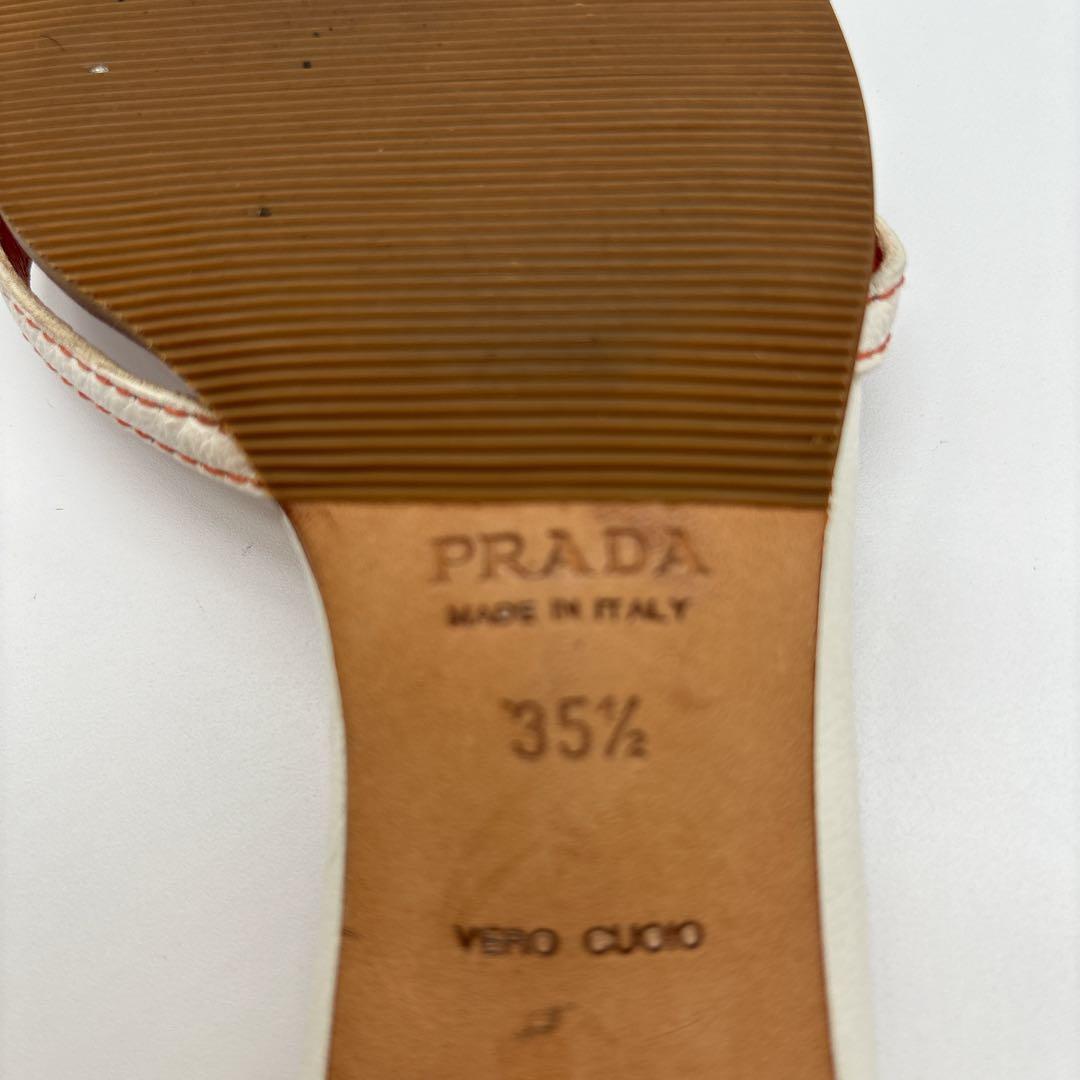 PRADA
MADE IN ITALY
35½
VERO CUOIO